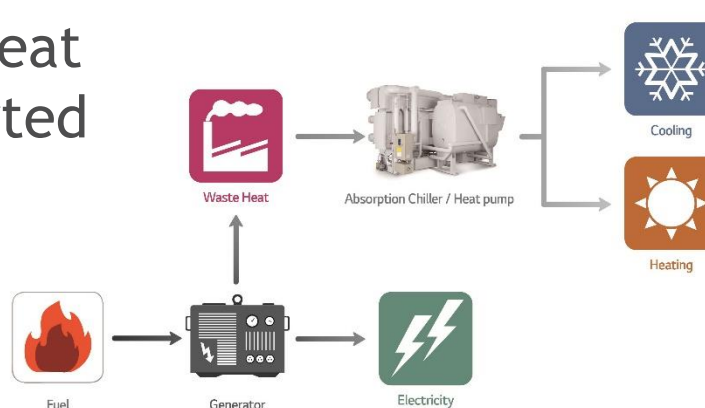 eat
ted
Cooling
Waste Heat
Absorption Chiller / Heat pump
Heating
Fuel
Generator
Electricity